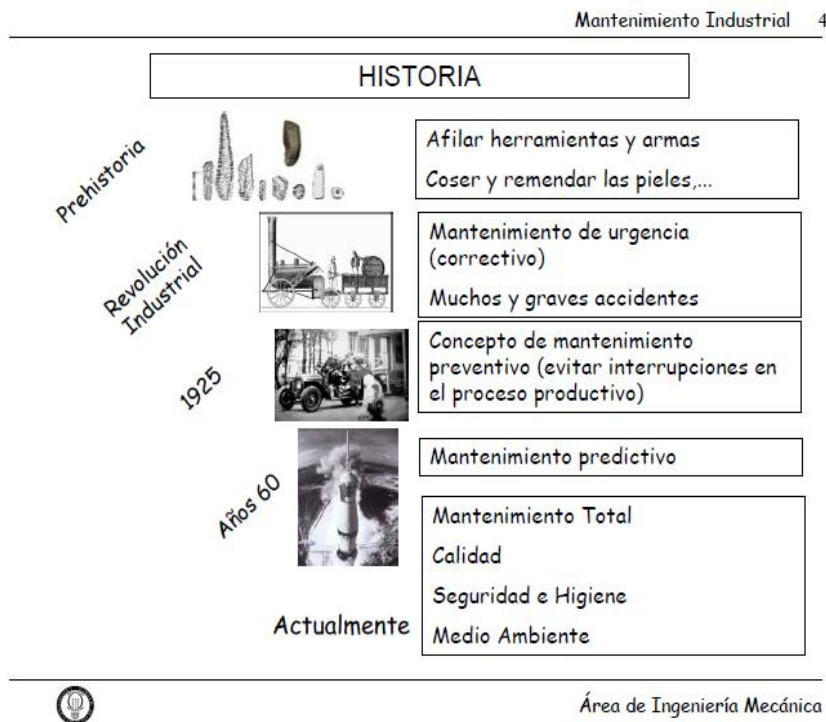 Mantenimiento Industrial 4
HISTORIA
Prehistoria
Afilar herramientas y armas
Coser y remendar las pieles,...
Revolución
Industrial
Mantenimiento de urgencia
(correctivo)
Muchos y graves accidentes
1925
Concepto de mantenimiento
preventivo (evitar interrupciones en
el proceso productivo)
Años 60
Mantenimiento predictivo
Actualmente
Mantenimiento Total
Calidad
Seguridad e Higiene
Medio Ambiente
Área de Ingeniería Mecánica